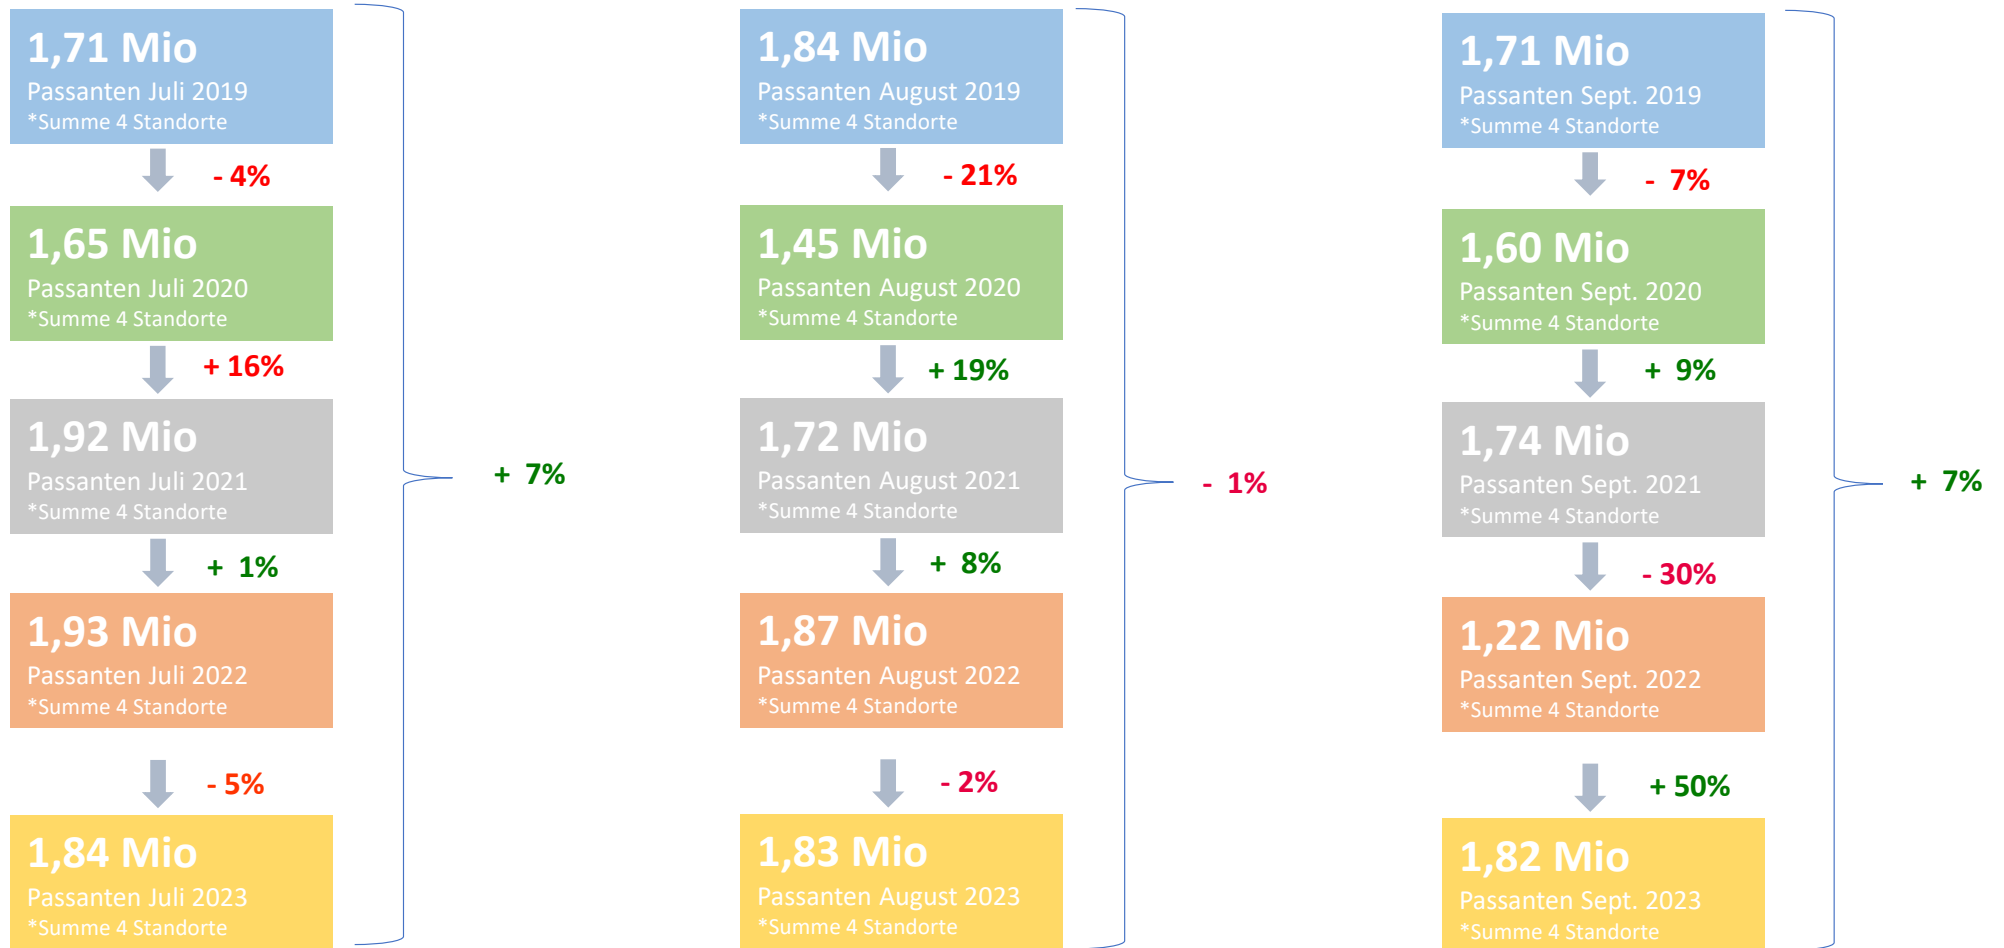 1,71 Mio
Passanten Juli 2019
*Summe 4 Standorte
- 4%
1,65 Mio
Passanten Juli 2020
*Summe 4 Standorte
+ 16%
1,92 Mio
Passanten Juli 2021
*Summe 4 Standorte
+ 1%
1,93 Mio
Passanten Juli 2022
*Summe 4 Standorte
- 5%
1,84 Mio
Passanten Juli 2023
*Summe 4 Standorte
+ 7%
1,84 Mio
Passanten August 2019
*Summe 4 Standorte
- 21%
1,45 Mio
Passanten August 2020
*Summe 4 Standorte
+ 19%
1,72 Mio
Passanten August 2021
*Summe 4 Standorte
+ 8%
1,87 Mio
Passanten August 2022
*Summe 4 Standorte
- 2%
1,83 Mio
Passanten August 2023
*Summe 4 Standorte
- 1%
1,71 Mio
Passanten Sept. 2019
*Summe 4 Standorte
- 7%
1,60 Mio
Passanten Sept. 2020
*Summe 4 Standorte
+ 9%
1,74 Mio
Passanten Sept. 2021
*Summe 4 Standorte
- 30%
1,22 Mio
Passanten Sept. 2022
*Summe 4 Standorte
+ 50%
1,82 Mio
Passanten Sept. 2023
*Summe 4 Standorte
+ 7%